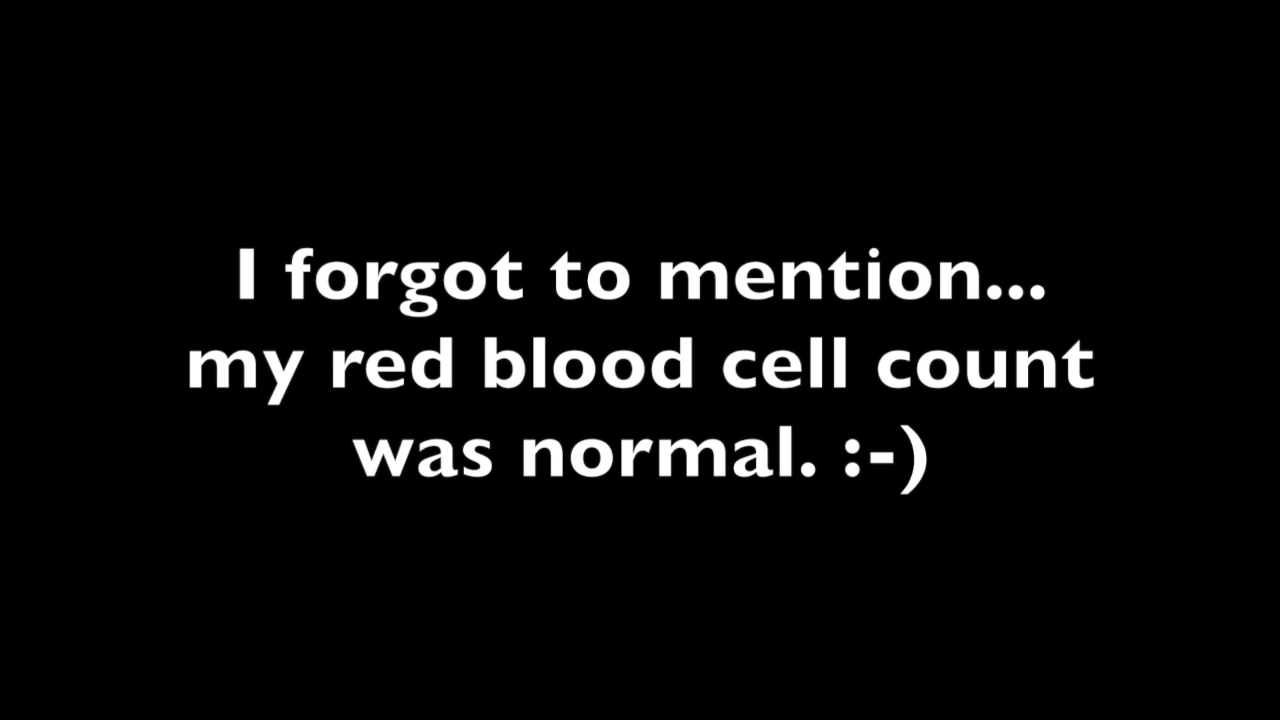 I forgot to mention...
my red blood cell count
was normal. :-)